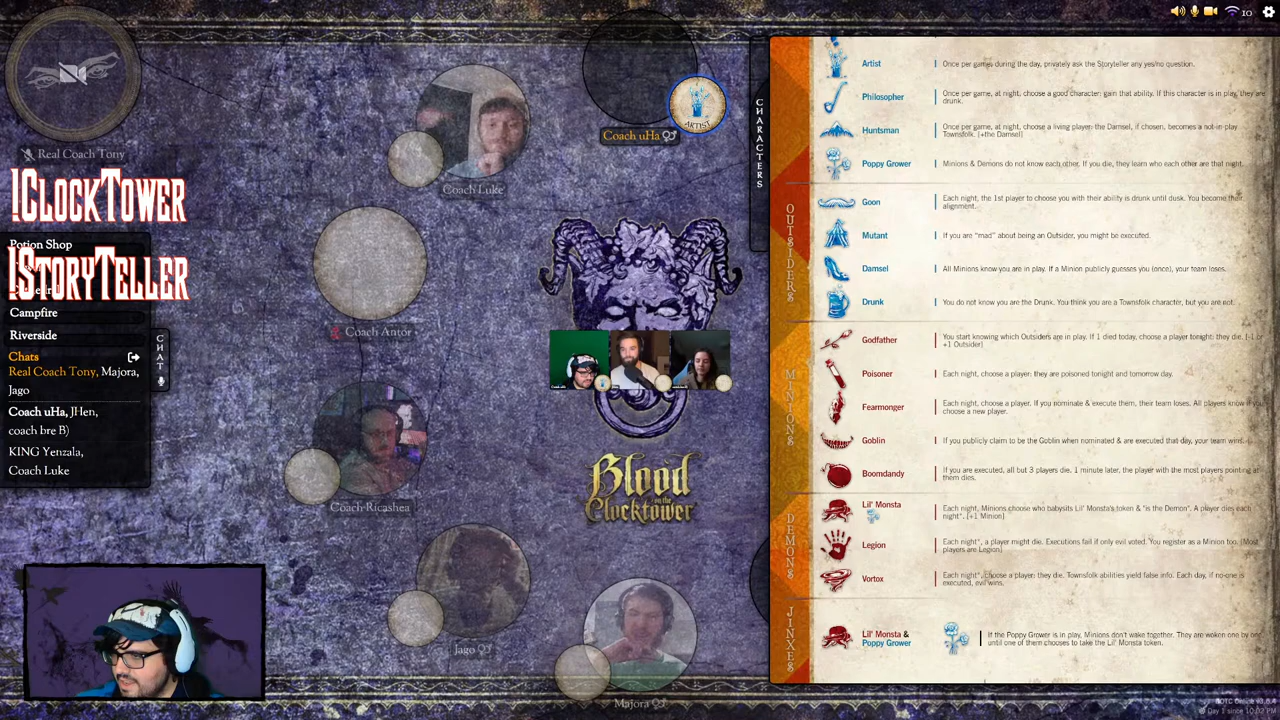 IO
Real Coach Tony
!ClockTower
Potion Shop
!StoryTeller
Campfire
Riverside
Chats
Real Coach Tony, Majora,
Jago
Coach uHa, JHen,
coach bre B)
KING Yenzala,
Coach Luke
CHAT
Coach Luke
ARTIST
Coach uHa
Coach Antor
Coach Ricashea
Jago
Majora
Blood
on the
Clocktower
CHARACTERS
Artist
Once per game, during the day, privately ask the Storyteller any yes/no question.
Philosopher
Once per game, at night, choose a good character: gain that ability. If this character is in play, they are
drunk.
Huntsman
Once per game, at night, choose a living player: the Damsel, if chosen, becomes a not-in-play
Townsfolk. [+the Damsel]
Poppy Grower
Minions & Demons do not know each other. If you die, they learn who each other are that night.
OUTSIDERS
Goon
Each night, the 1st player to choose you with their ability is drunk until dusk. You become their
alignment.
Mutant
If you are "mad" about being an Outsider, you might be executed.
Damsel
All Minions know you are in play. If a Minion publicly guesses you (once), your team loses.
Drunk
You do not know you are the Drunk. You think you are a Townsfolk character, but you are not.
MINIONS
Godfather
You start knowing which Outsiders are in play. If 1 died today, choose a player tonight: they die. [-1 or
+1 Outsider]
Poisoner
Each night, choose a player: they are poisoned tonight and tomorrow day.
Fearmonger
Each night, choose a player. If you nominate & execute them, their team loses. All players know if you
choose a new player.
Goblin
If you publicly claim to be the Goblin when nominated & are executed that day, your team wins.
Boomdandy
If you are executed, all but 3 players die. 1 minute later, the player with the most players pointing at
them dies.
DEMONS
Lil' Monsta
Each night, Minions choose who babysits Lil' Monsta's token & "is the Demon". A player dies each
night*. [+1 Minion]
Legion
Each night*, a player might die. Executions fail if only evil voted. You register as a Minion too. [Most
players are Legion]
Vortox
Each night*, choose a player: they die. Townsfolk abilities yield false info. Each day, if no-one is
executed, evil wins.
JINXES
Lil' Monsta &
Poppy Grower
If the Poppy Grower is in play, Minions don't wake together. They are woken one by one
until one of them chooses to take the Lil' Monsta token.
Day 1 since 10:02 PM